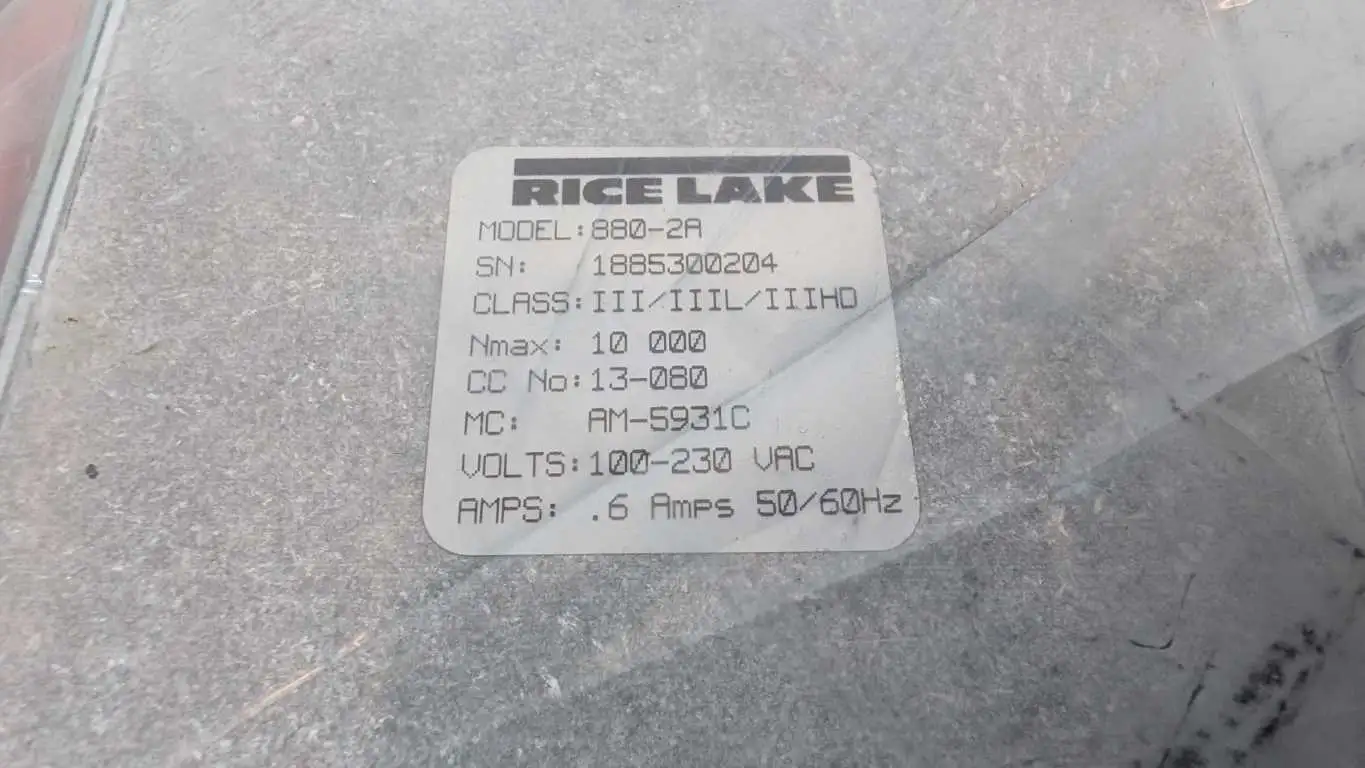 RICE LAKE
MODEL: 880-2A
SN: 1885300204
CLASS: III/IIIL/IIIHD
Nmax: 10 000
CC No: 13-080
MC: AM-5931C
VOLTS: 100-230 VAC
AMPS: .6 Amps 50/60Hz